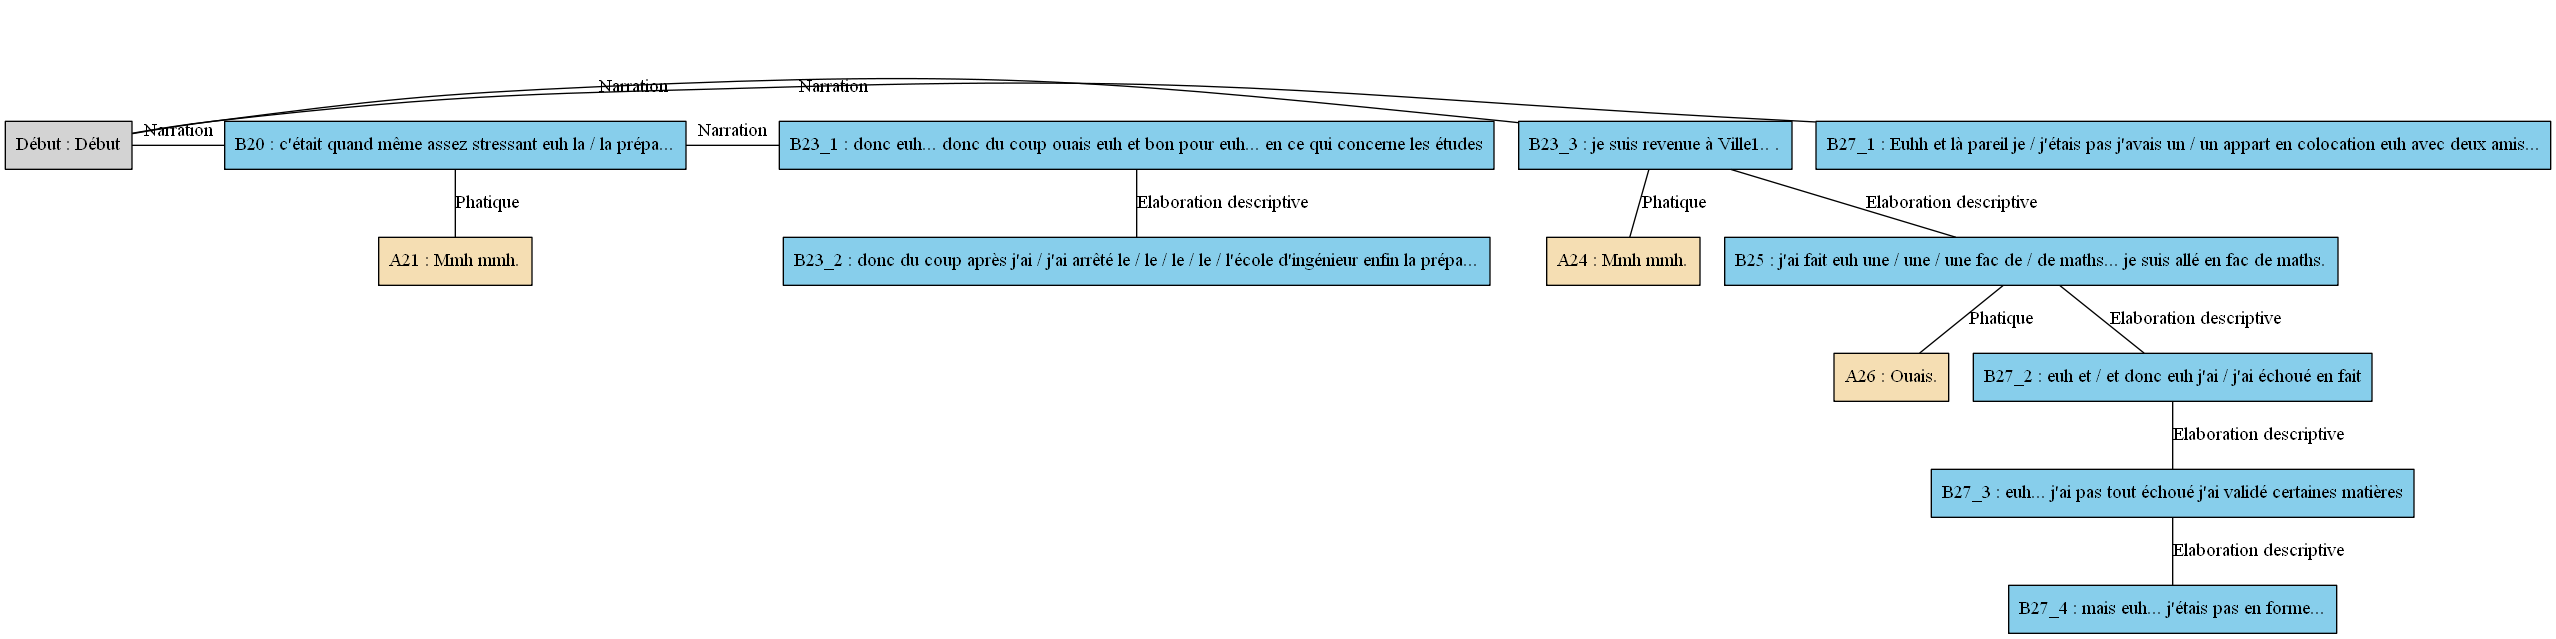 Narration
Narration
Narration
Narration
Début : Début
B20 : c'était quand même assez stressant euh la / la prépa...
B23_1 : donc euh... donc du coup ouais euh et bon pour euh... en ce qui concerne les études
B23_3 : je suis revenue à Ville1.. .
B27_1 : Euhh et là pareil je / j'étais pas j'avais un / un appart en colocation euh avec deux amis...
Phatique
Elaboration descriptive
Phatique
Elaboration descriptive
A21 : Mmh mmh.
B23_2 : donc du coup après j'ai / j'ai arrêté le / le / le / le / l'école d'ingénieur enfin la prépa...
A24 : Mmh mmh.
B25 : j'ai fait euh une / une / une fac de / de maths... je suis allé en fac de maths.
Phatique
Elaboration descriptive
A26 : Ouais.
B27_2 : euh et / et donc euh j'ai / j'ai échoué en fait
Elaboration descriptive
B27_3 : euh... j'ai pas tout échoué j'ai validé certaines matières
Elaboration descriptive
B27_4 : mais euh... j'étais pas en forme...